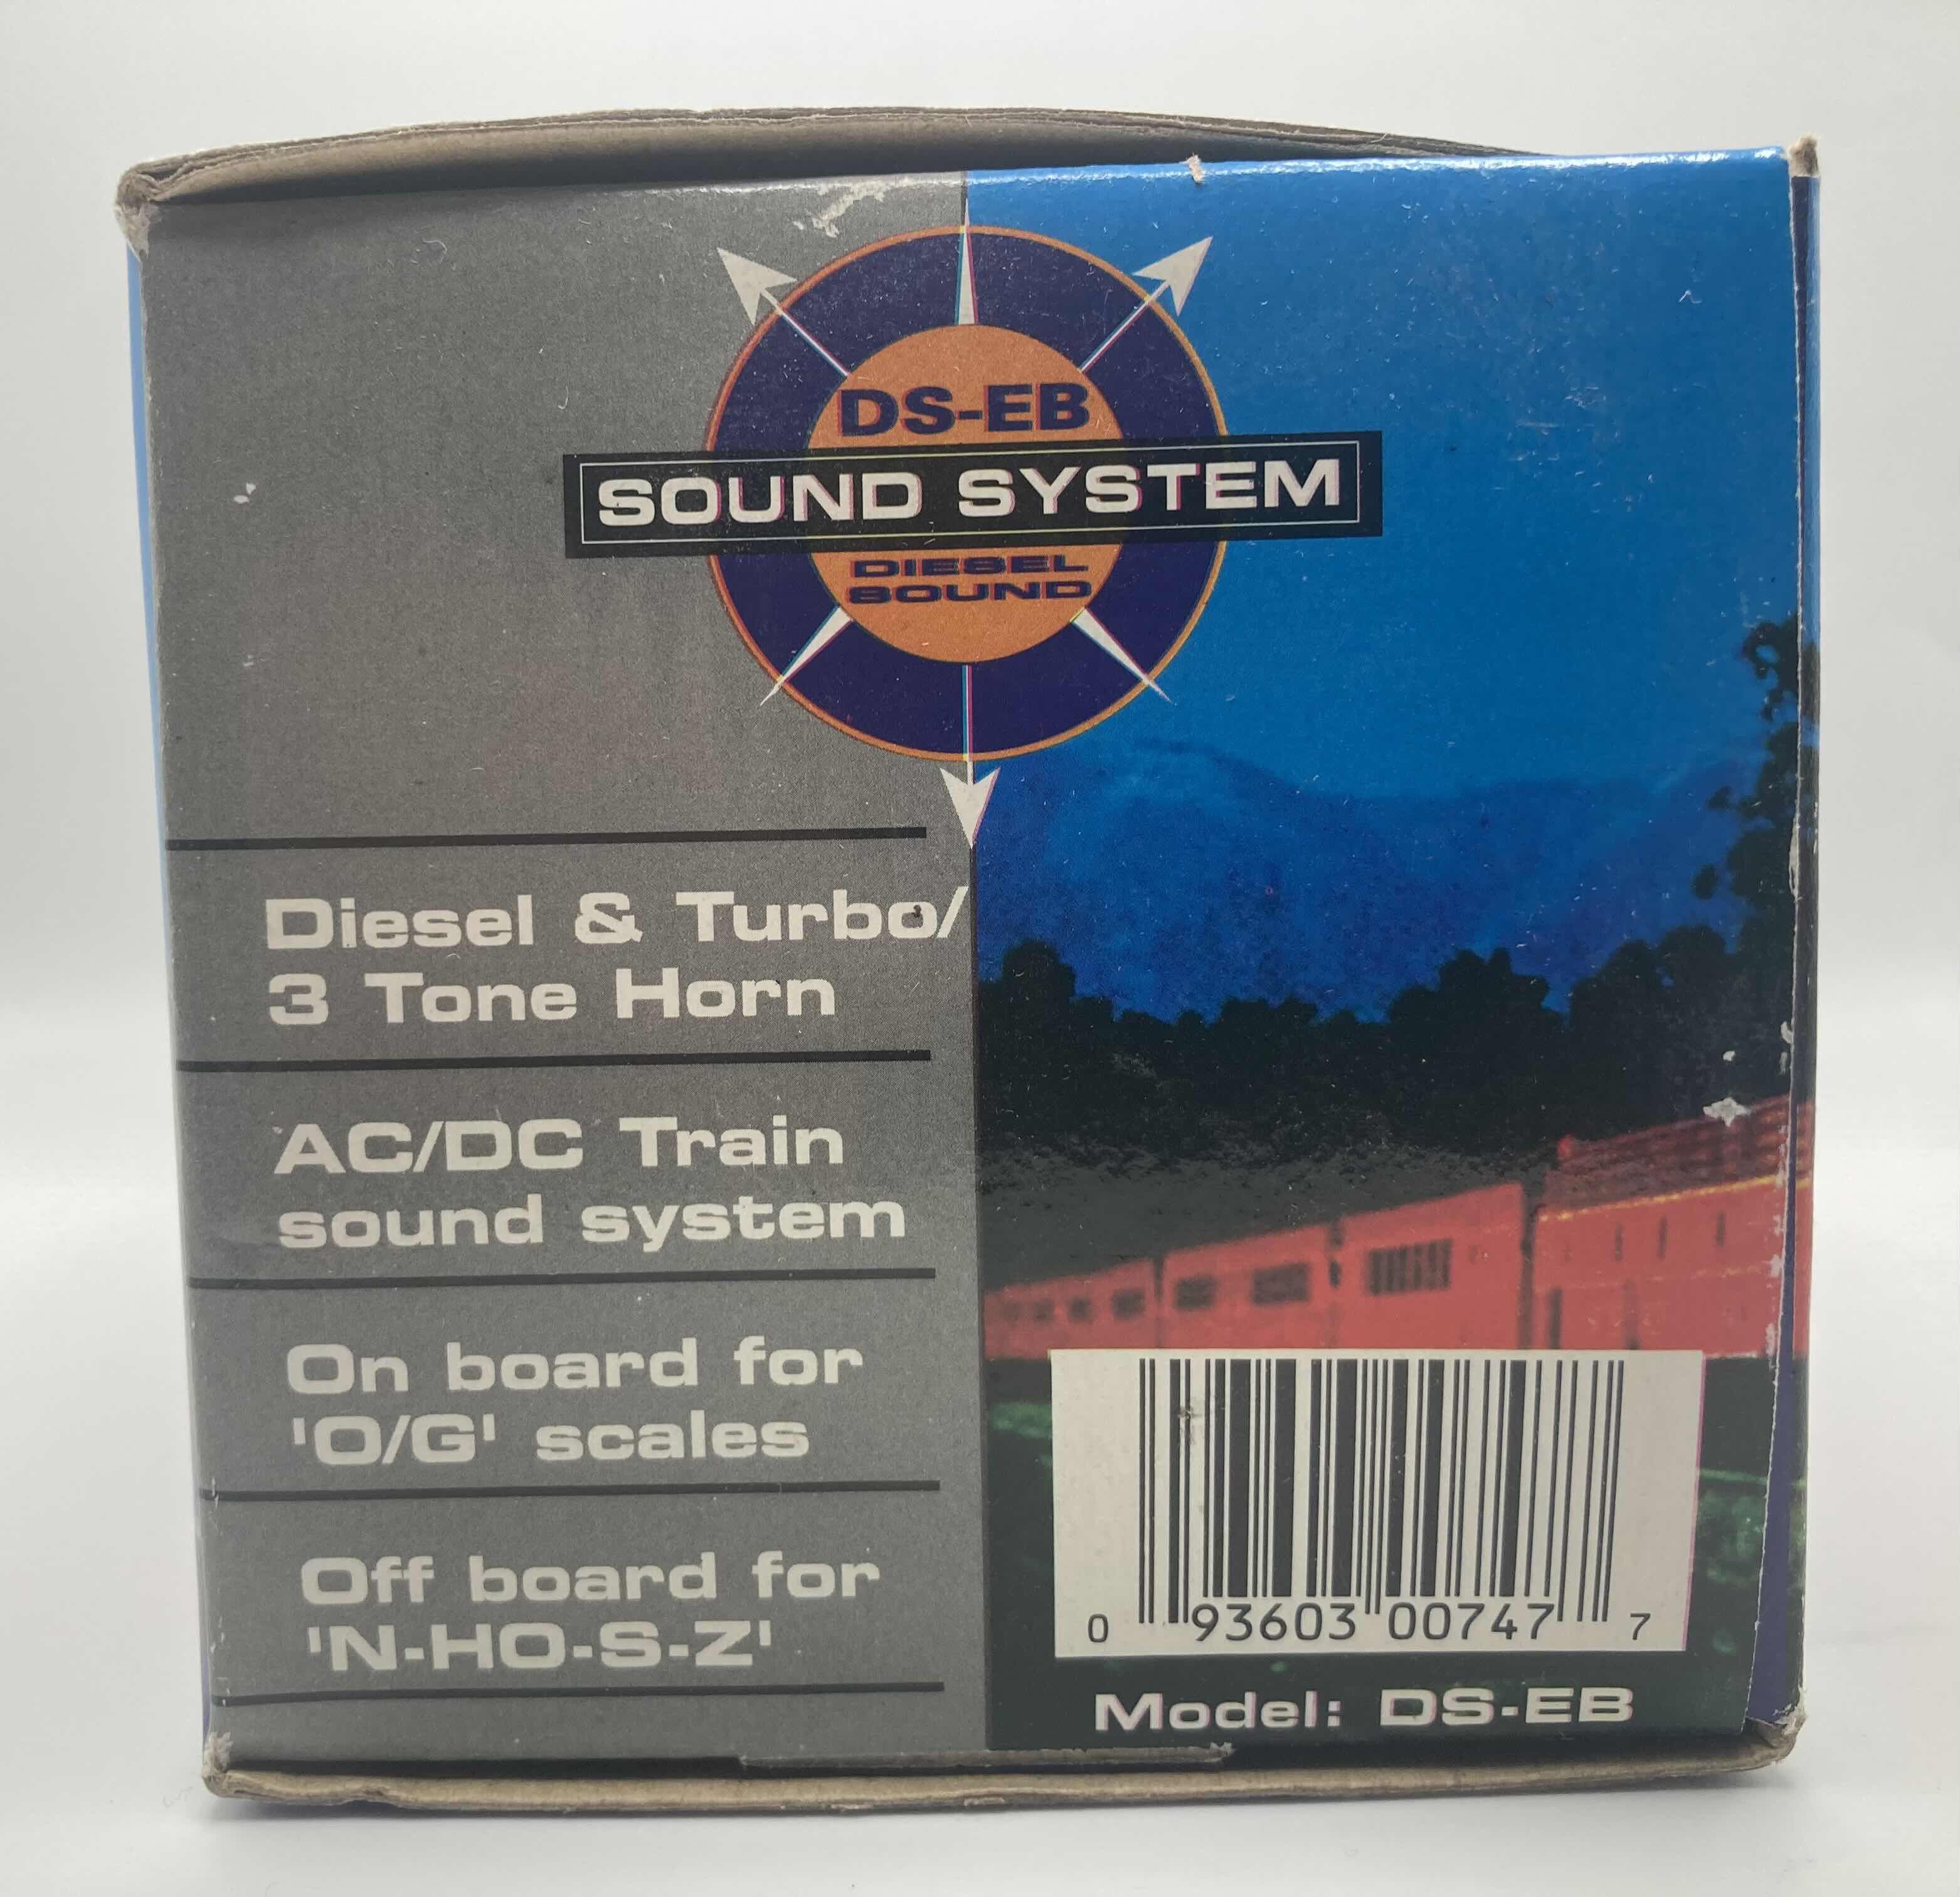 DS-EB
SOUND SYSTEM
DIESEL
SOUND
Diesel & Turbo/
3 Tone Horn
AC/DC Train
sound system
On board for
'O/G' scales
Off board for
'N-HO-S-Z'
0 93603 00747 7
Model: DS-EB